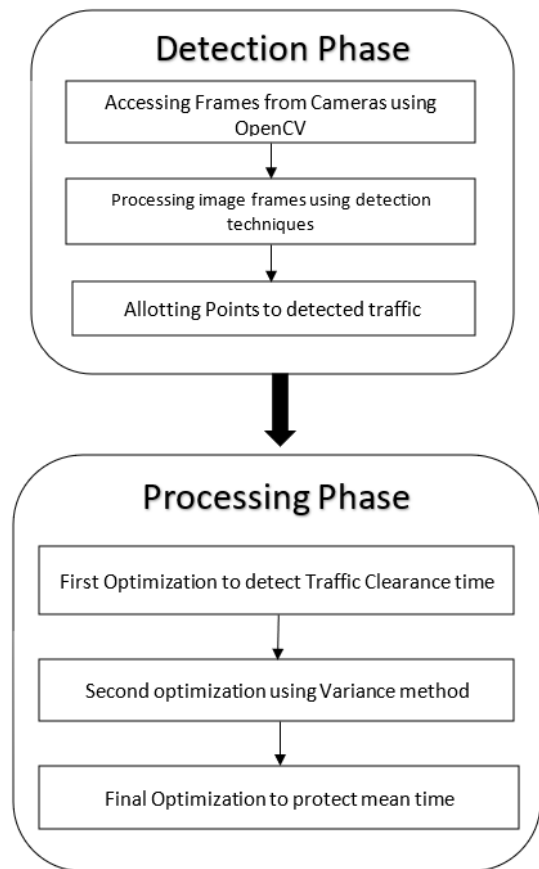 Detection Phase
Accessing Frames from Cameras using
OpenCV
Processing image frames using detection
techniques
Allotting Points to detected traffic
Processing Phase
First Optimization to detect Traffic Clearance time
Second optimization using Variance method
Final Optimization to protect mean time